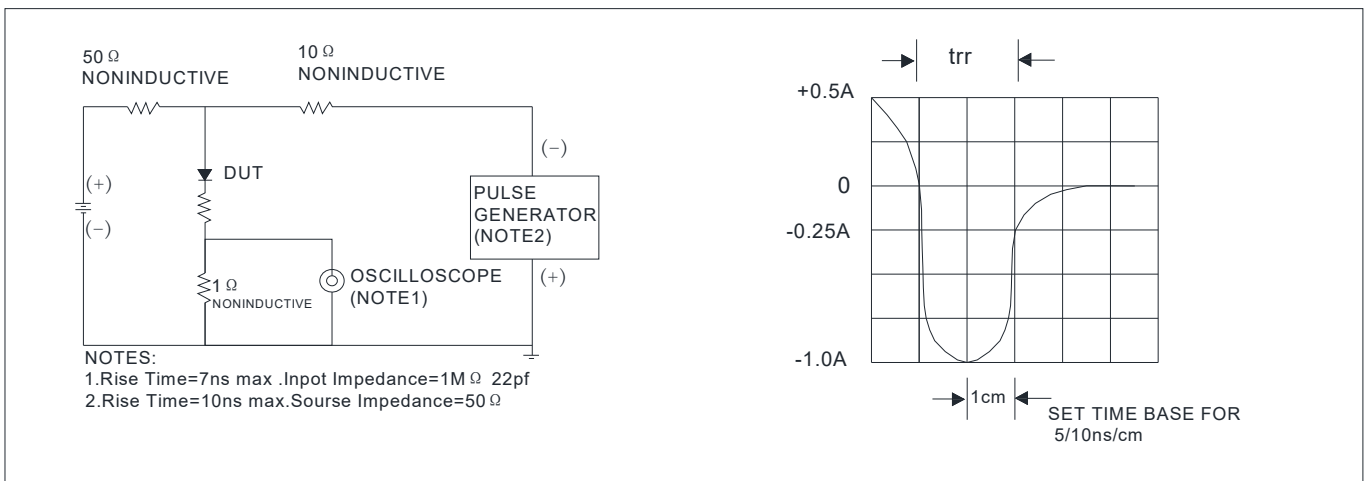 50 Ω
NONINDUCTIVE
10 Ω
NONINDUCTIVE
(+)
(-)
DUT
1 Ω
NONINDUCTIVE
OSCILLOSCOPE
(NOTE1)
(-)
PULSE
GENERATOR
(NOTE2)
(+)
NOTES:
1.Rise Time=7ns max .Inpot Impedance=1M Ω 22pf
2.Rise Time=10ns max.Sourse Impedance=50 Ω
trr
+0.5A
0
-0.25A
-1.0A
1cm
SET TIME BASE FOR
5/10ns/cm